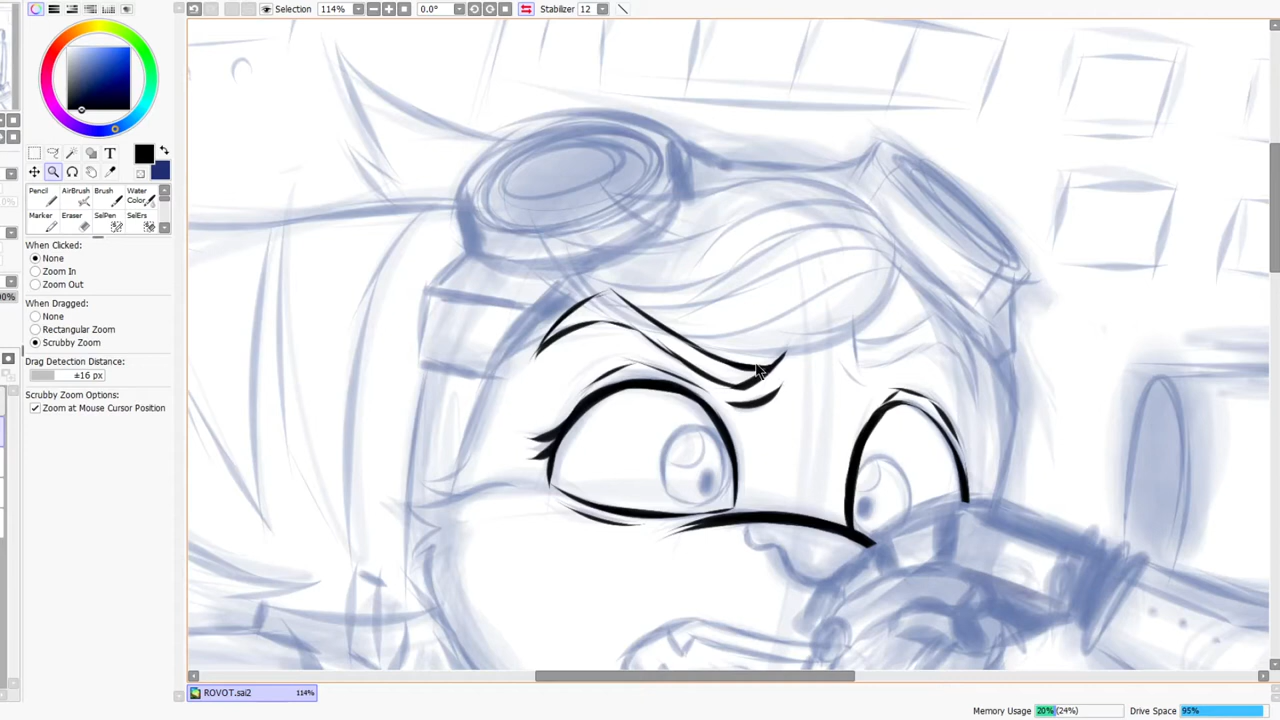 Selection 114% 0.0° Stabilizer 12
T
Pencil AirBrush Brush Water Color
Marker Eraser SelPen SelErs
When Clicked:
None
Zoom In
Zoom Out
When Dragged:
None
Rectangular Zoom
Scrubby Zoom
Drag Detection Distance:
±16 px
Scrubby Zoom Options:
Zoom at Mouse Cursor Position
ROVOT.sai2 114%
Memory Usage 20% (24%) Drive Space 95%